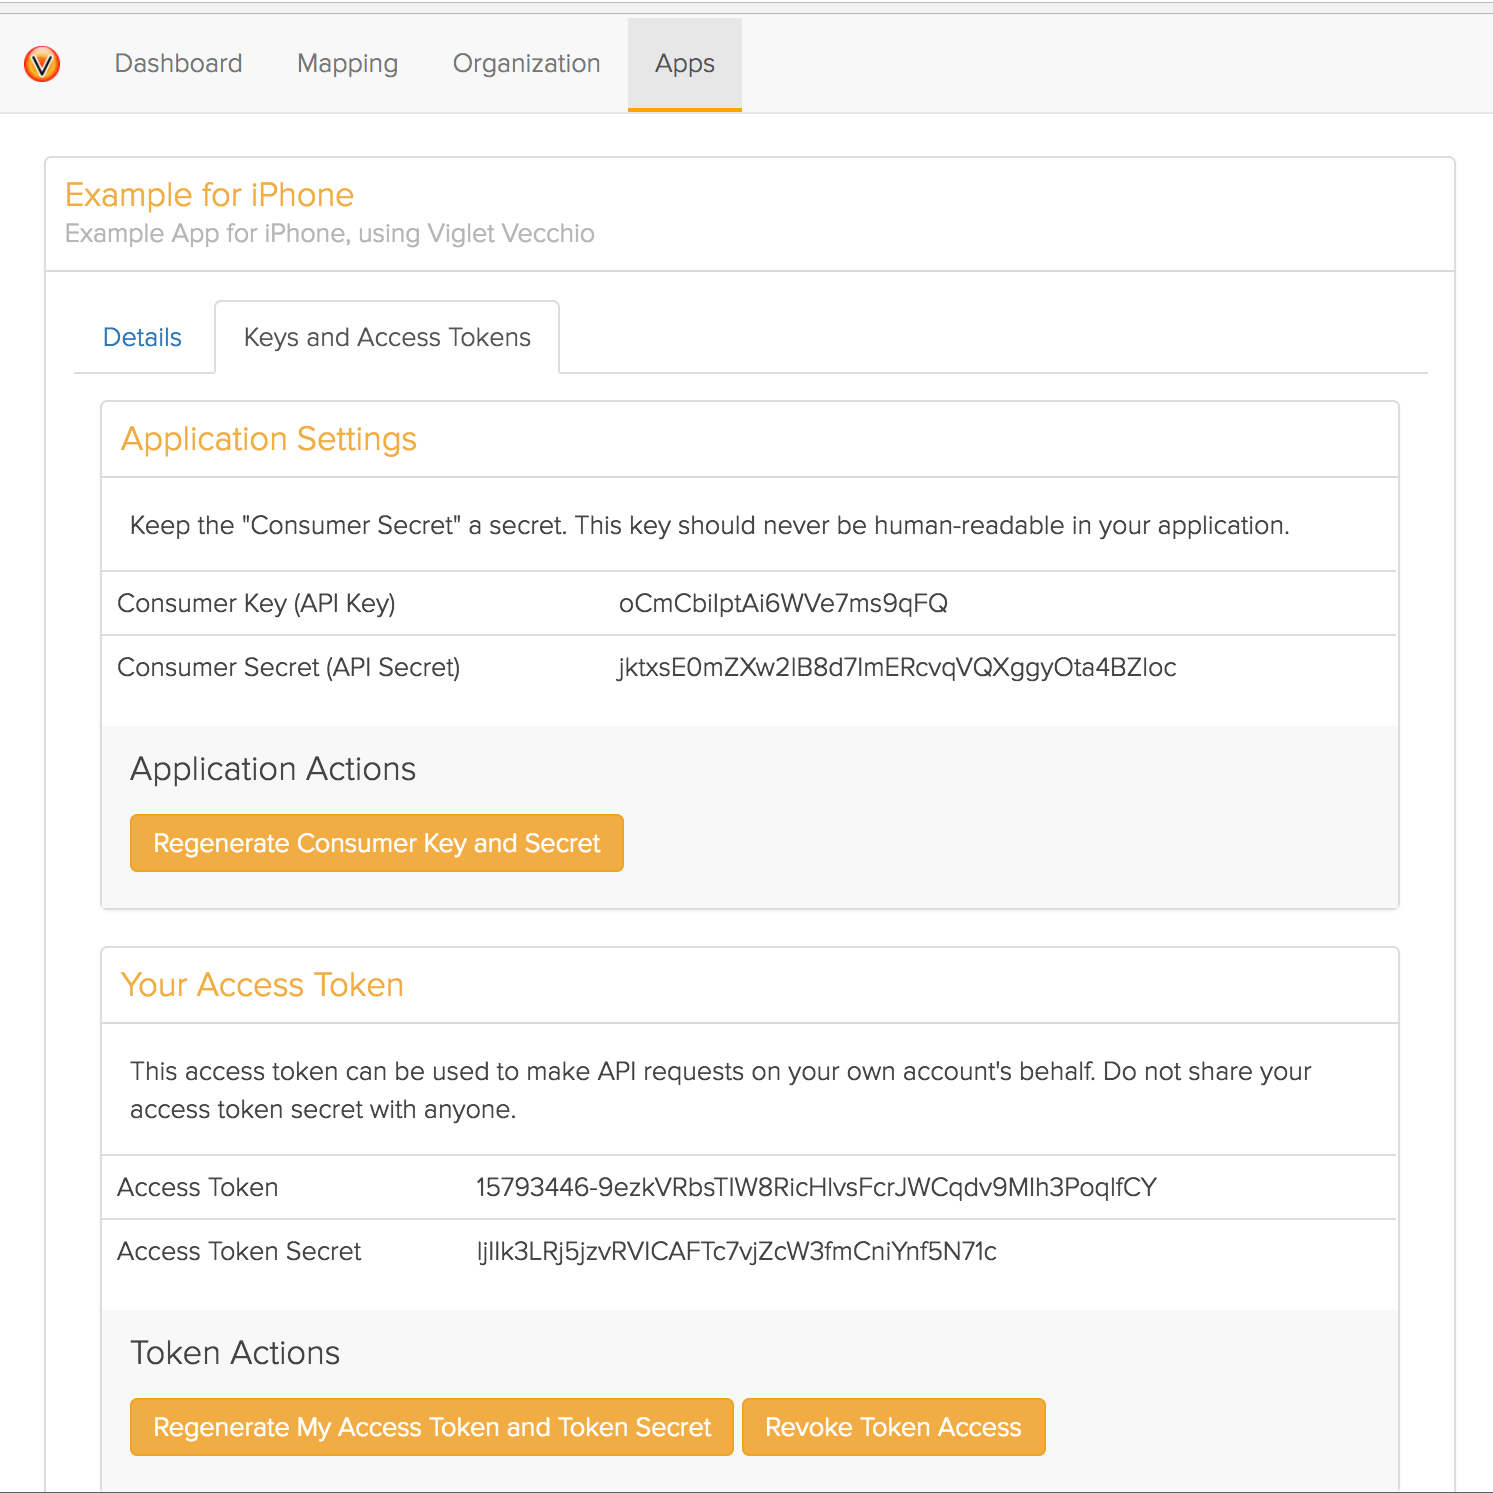 V
Dashboard Mapping Organization Apps
Example for iPhone
Example App for iPhone, using Viglet Vecchio
Details Keys and Access Tokens
Application Settings
Keep the "Consumer Secret" a secret. This key should never be human-readable in your application.
Consumer Key (API Key) oCmCbiIptAi6WVe7ms9qFQ
Consumer Secret (API Secret) jktxsE0mZXw2lB8d7ImERcvqVQXggyOta4BZloc
Application Actions
Regenerate Consumer Key and Secret
Your Access Token
This access token can be used to make API requests on your own account's behalf. Do not share your
access token secret with anyone.
Access Token 15793446-9ezkVRbsTIW8RicHlvsFcrJWCqdv9MIh3PoqIfCY
Access Token Secret ljIlk3LRj5jzvRVICAFTc7vjZcW3fmCniYnf5N71c
Token Actions
Regenerate My Access Token and Token Secret Revoke Token Access